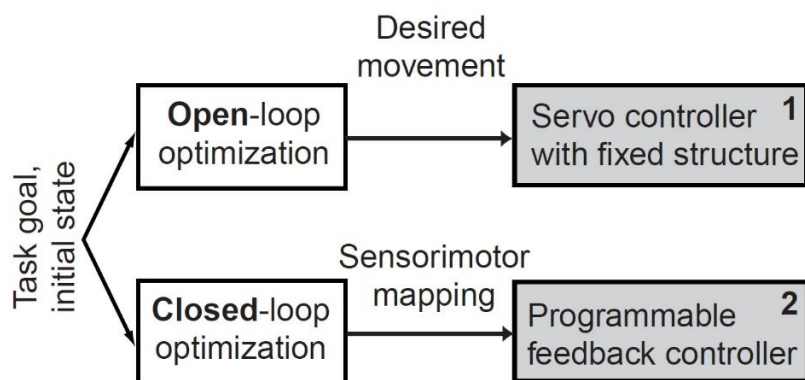 Task goal,
initial state
Open-loop
optimization
Desired
movement
Servo controller
with fixed structure
1
Closed-loop
optimization
Sensorimotor
mapping
Programmable
feedback controller
2